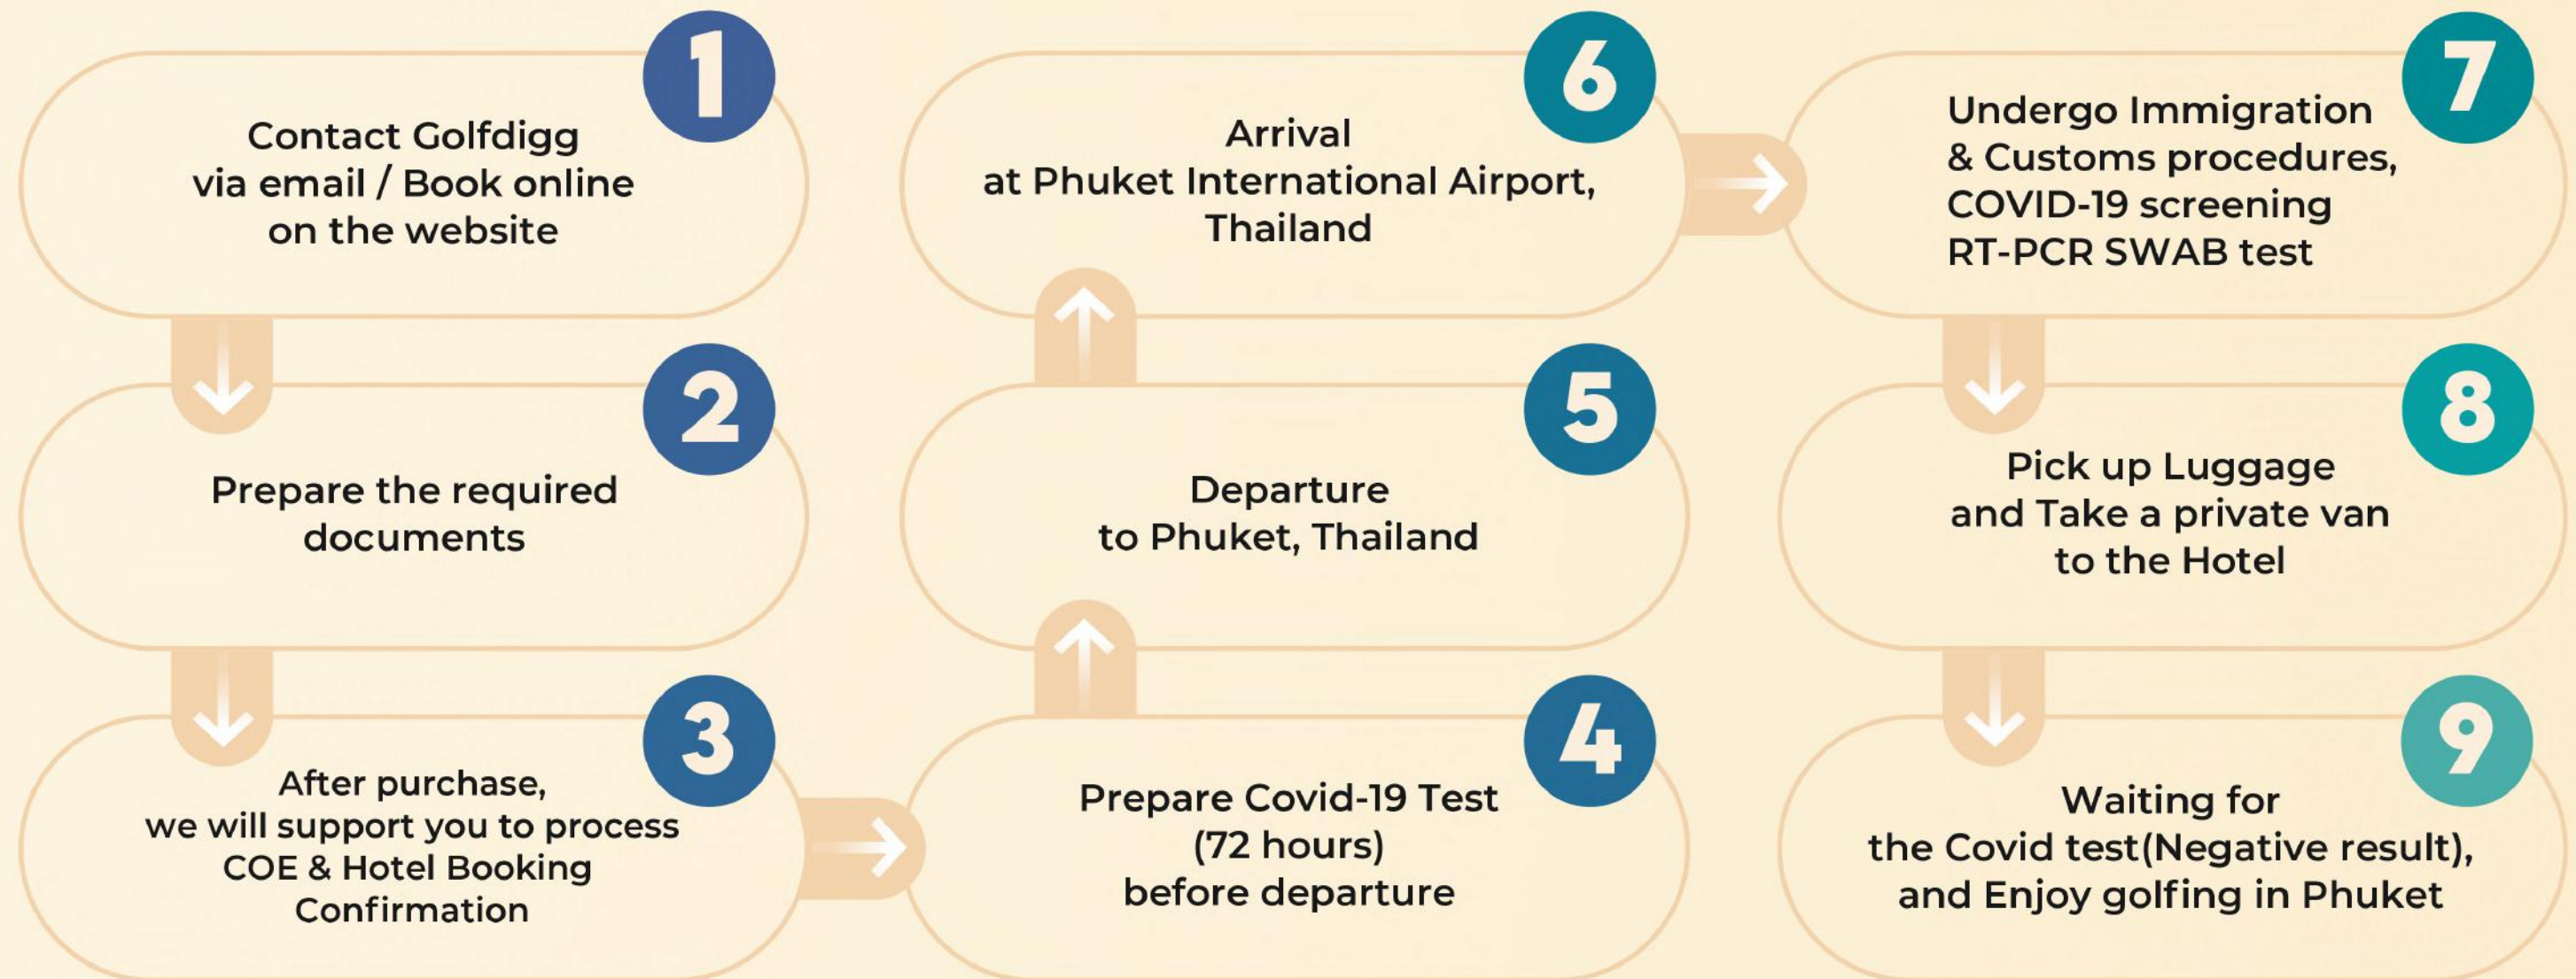 1
Contact Golfdigg
via email / Book online
on the website
2
Prepare the required
documents
3
After purchase,
we will support you to process
COE & Hotel Booking
Confirmation
4
Prepare Covid-19 Test
(72 hours)
before departure
5
Departure
to Phuket, Thailand
6
Arrival
at Phuket International Airport,
Thailand
7
Undergo Immigration
& Customs procedures,
COVID-19 screening
RT-PCR SWAB test
8
Pick up Luggage
and Take a private van
to the Hotel
9
Waiting for
the Covid test(Negative result),
and Enjoy golfing in Phuket